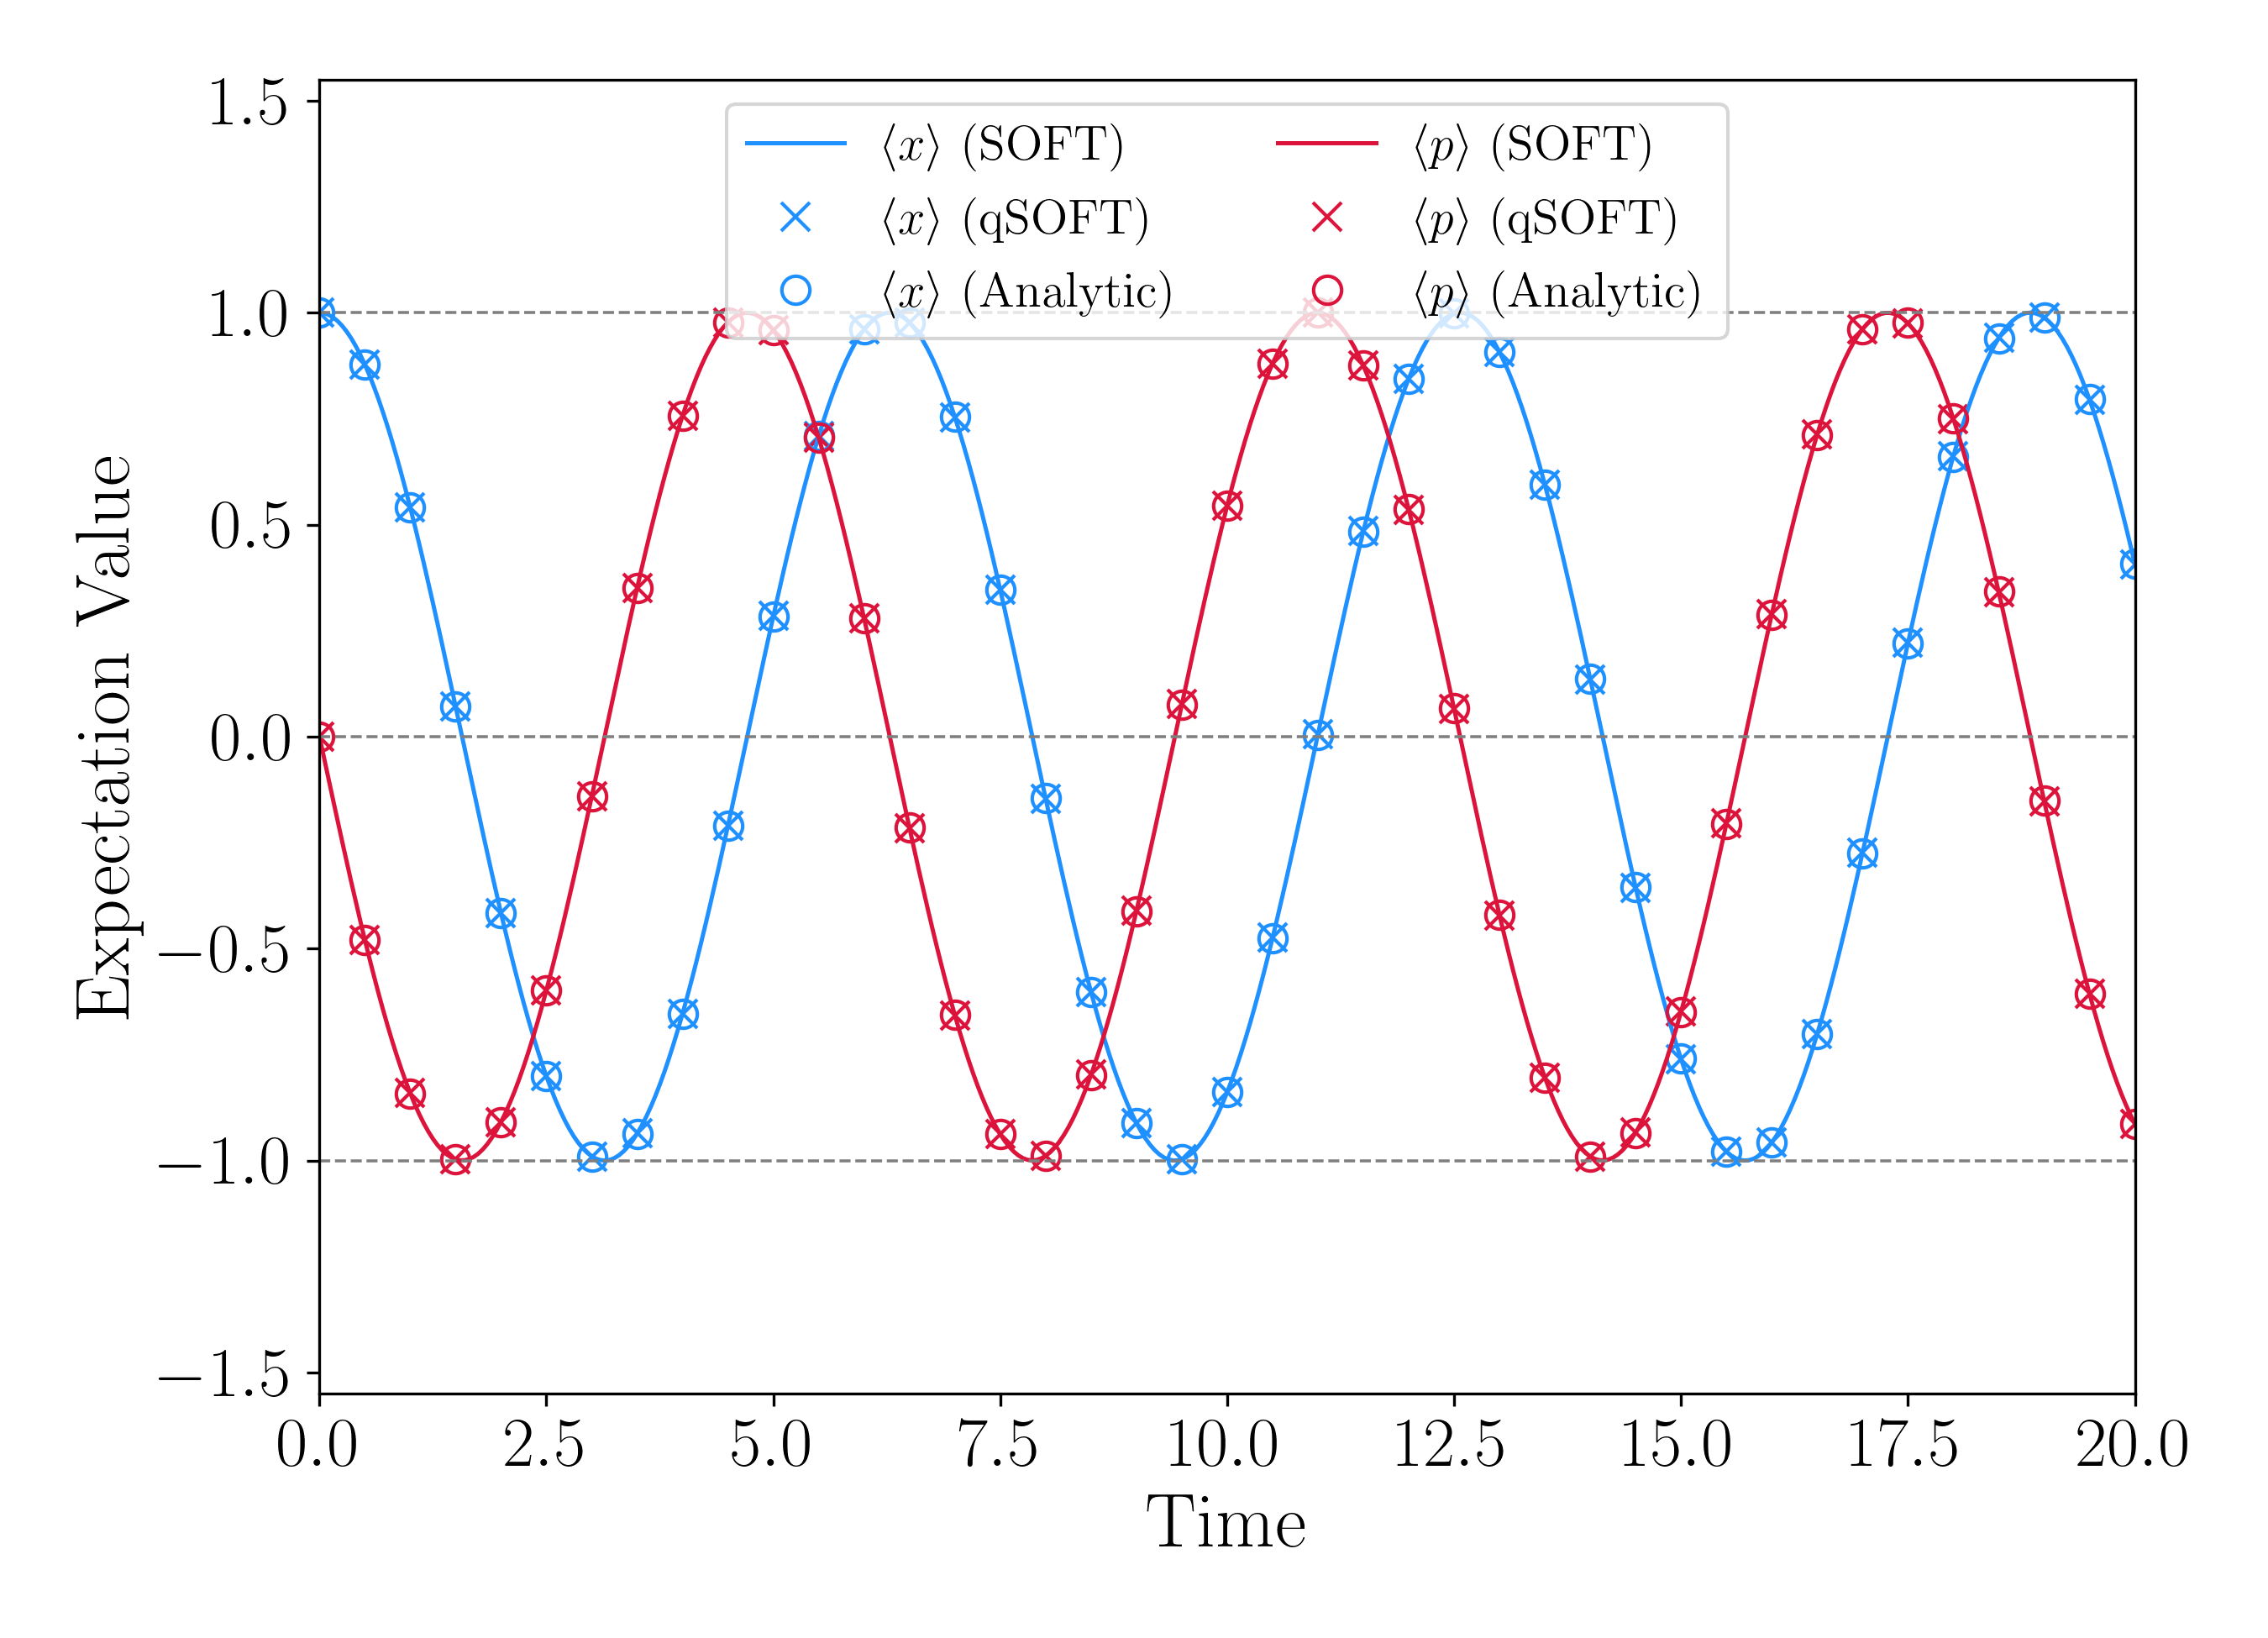 1.5
1.0
0.5
0.0
−0.5
−1.0
−1.5
Expectation Value
⟨x⟩ (SOFT)
⟨x⟩ (qSOFT)
⟨x⟩ (Analytic)
⟨p⟩ (SOFT)
⟨p⟩ (qSOFT)
⟨p⟩ (Analytic)
0.0 2.5 5.0 7.5 10.0 12.5 15.0 17.5 20.0
Time